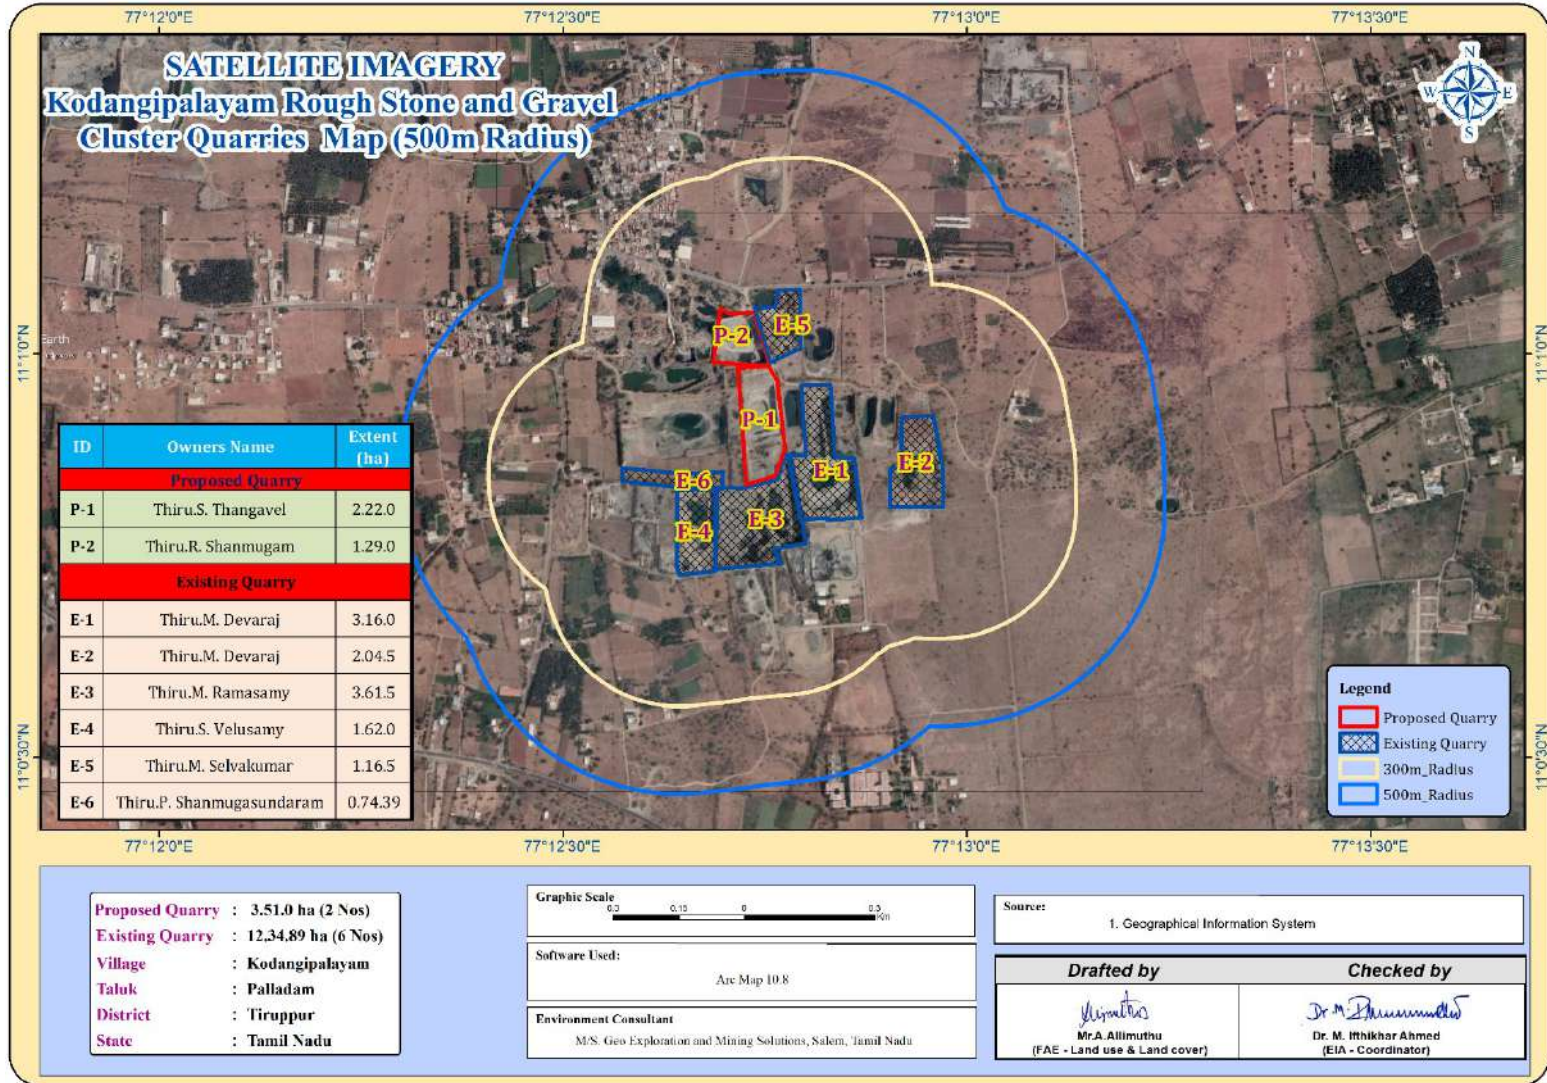 77°12'0"E
77°12'30"E
77°13'0"E
77°13'30"E
SATELLITE IMAGERY
Kodangipalayam Rough Stone and Gravel
Cluster Quarries Map (500m Radius)
N
W E
S
11°1'0"N
11°1'0"N
Earth
P-2
E-5
P-1
E-2
E-1
E-6
E-3
E-4
ID Owners Name Extent (ha)
Proposed Quarry
P-1 Thiru.S. Thangavel 2.22.0
P-2 Thiru.R. Shanmugam 1.29.0
Existing Quarry
E-1 Thiru.M. Devaraj 3.16.0
E-2 Thiru.M. Devaraj 2.04.5
E-3 Thiru.M. Ramasamy 3.61.5
E-4 Thiru.S. Velusamy 1.62.0
E-5 Thiru.M. Selvakumar 1.16.5
E-6 Thiru.P. Shanmugasundaram 0.74.39
Legend
Proposed Quarry
Existing Quarry
300m_Radius
500m_Radius
11°0'30"N
11°0'30"N
77°12'0"E
77°12'30"E
77°13'0"E
77°13'30"E
Proposed Quarry : 3.51.0 ha (2 Nos)
Existing Quarry : 12,34.89 ha (6 Nos)
Village : Kodangipalayam
Taluk : Palladam
District : Tiruppur
State : Tamil Nadu
Graphic Scale
0.3 0.15 0 0.3
Km
Software Used:
Arc Map 10.8
Environment Consultant
M/S. Geo Exploration and Mining Solutions, Salem, Tamil Nadu
Source:
1. Geographical Information System
Drafted by
Mr.A.Allimuthu
(FAE - Land use & Land cover)
Checked by
Dr. M. Ifthikhar Ahmed
(EIA - Coordinator)